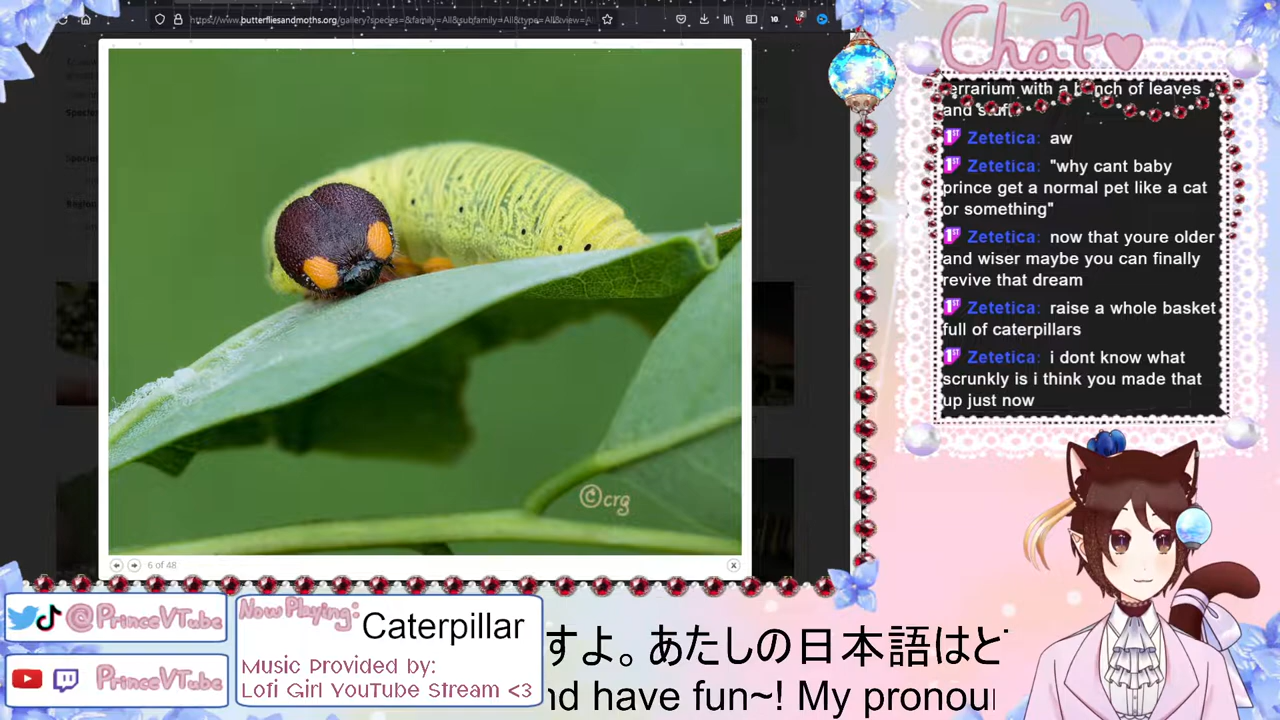 https://www.butterfliesandmoths.org/gallery?species=&family=All&subfamily=All&type=All&view=A
Chat
terrarium with a bunch of leaves
and stuff
Zetetica: aw
Zetetica: "why cant baby
prince get a normal pet like a cat
or something"
Zetetica: now that youre older
and wiser maybe you can finally
revive that dream
Zetetica: raise a whole basket
full of caterpillars
Zetetica: i dont know what
scrunkly is i think you made that
up just now
©crg
6 of 48
@PrinceVTube
PrinceVTube
Now Playing:
Caterpillar
Music Provided by:
Lofi Girl YouTube Stream <3
すよ。あたしの日本語はど
nd have fun~! My pronou